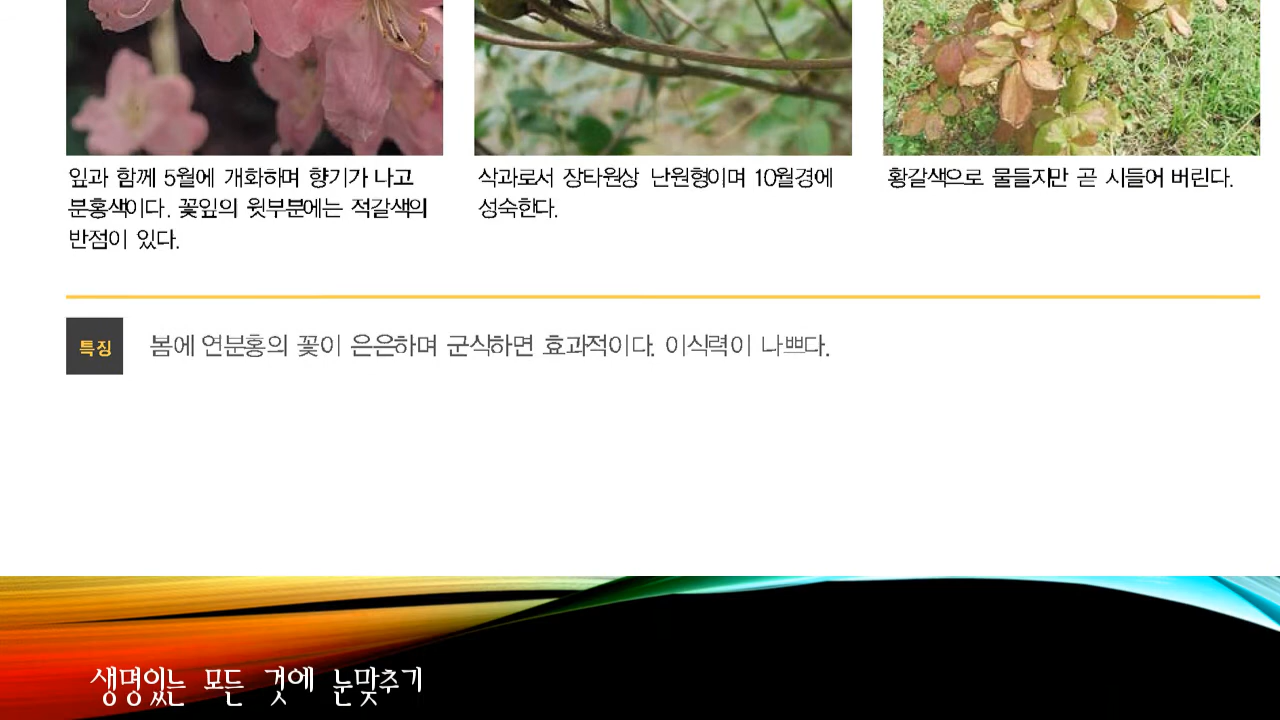 잎과 함께 5월에 개화하며 향기가 나고
분홍색이다. 꽃잎의 윗부분에는 적갈색의
반점이 있다.
삭과로서 장타원상 난원형이며 10월경에
성숙한다.
황갈색으로 물들지만 곧 시들어 버린다.
특징
봄에 연분홍의 꽃이 은은하며 군식하면 효과적이다. 이식력이 나쁘다.
생명있는 모든 것에 눈맞추기